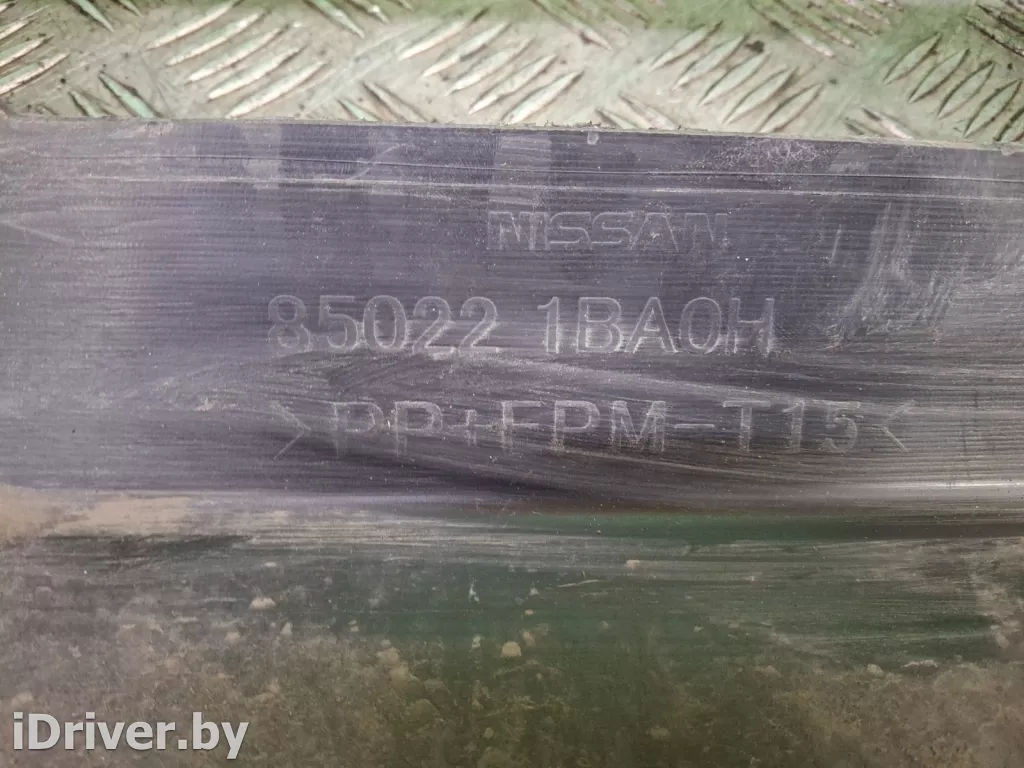 NISSAN
85022 1BA0H
>PP+EPM-T15<
iDriver.by